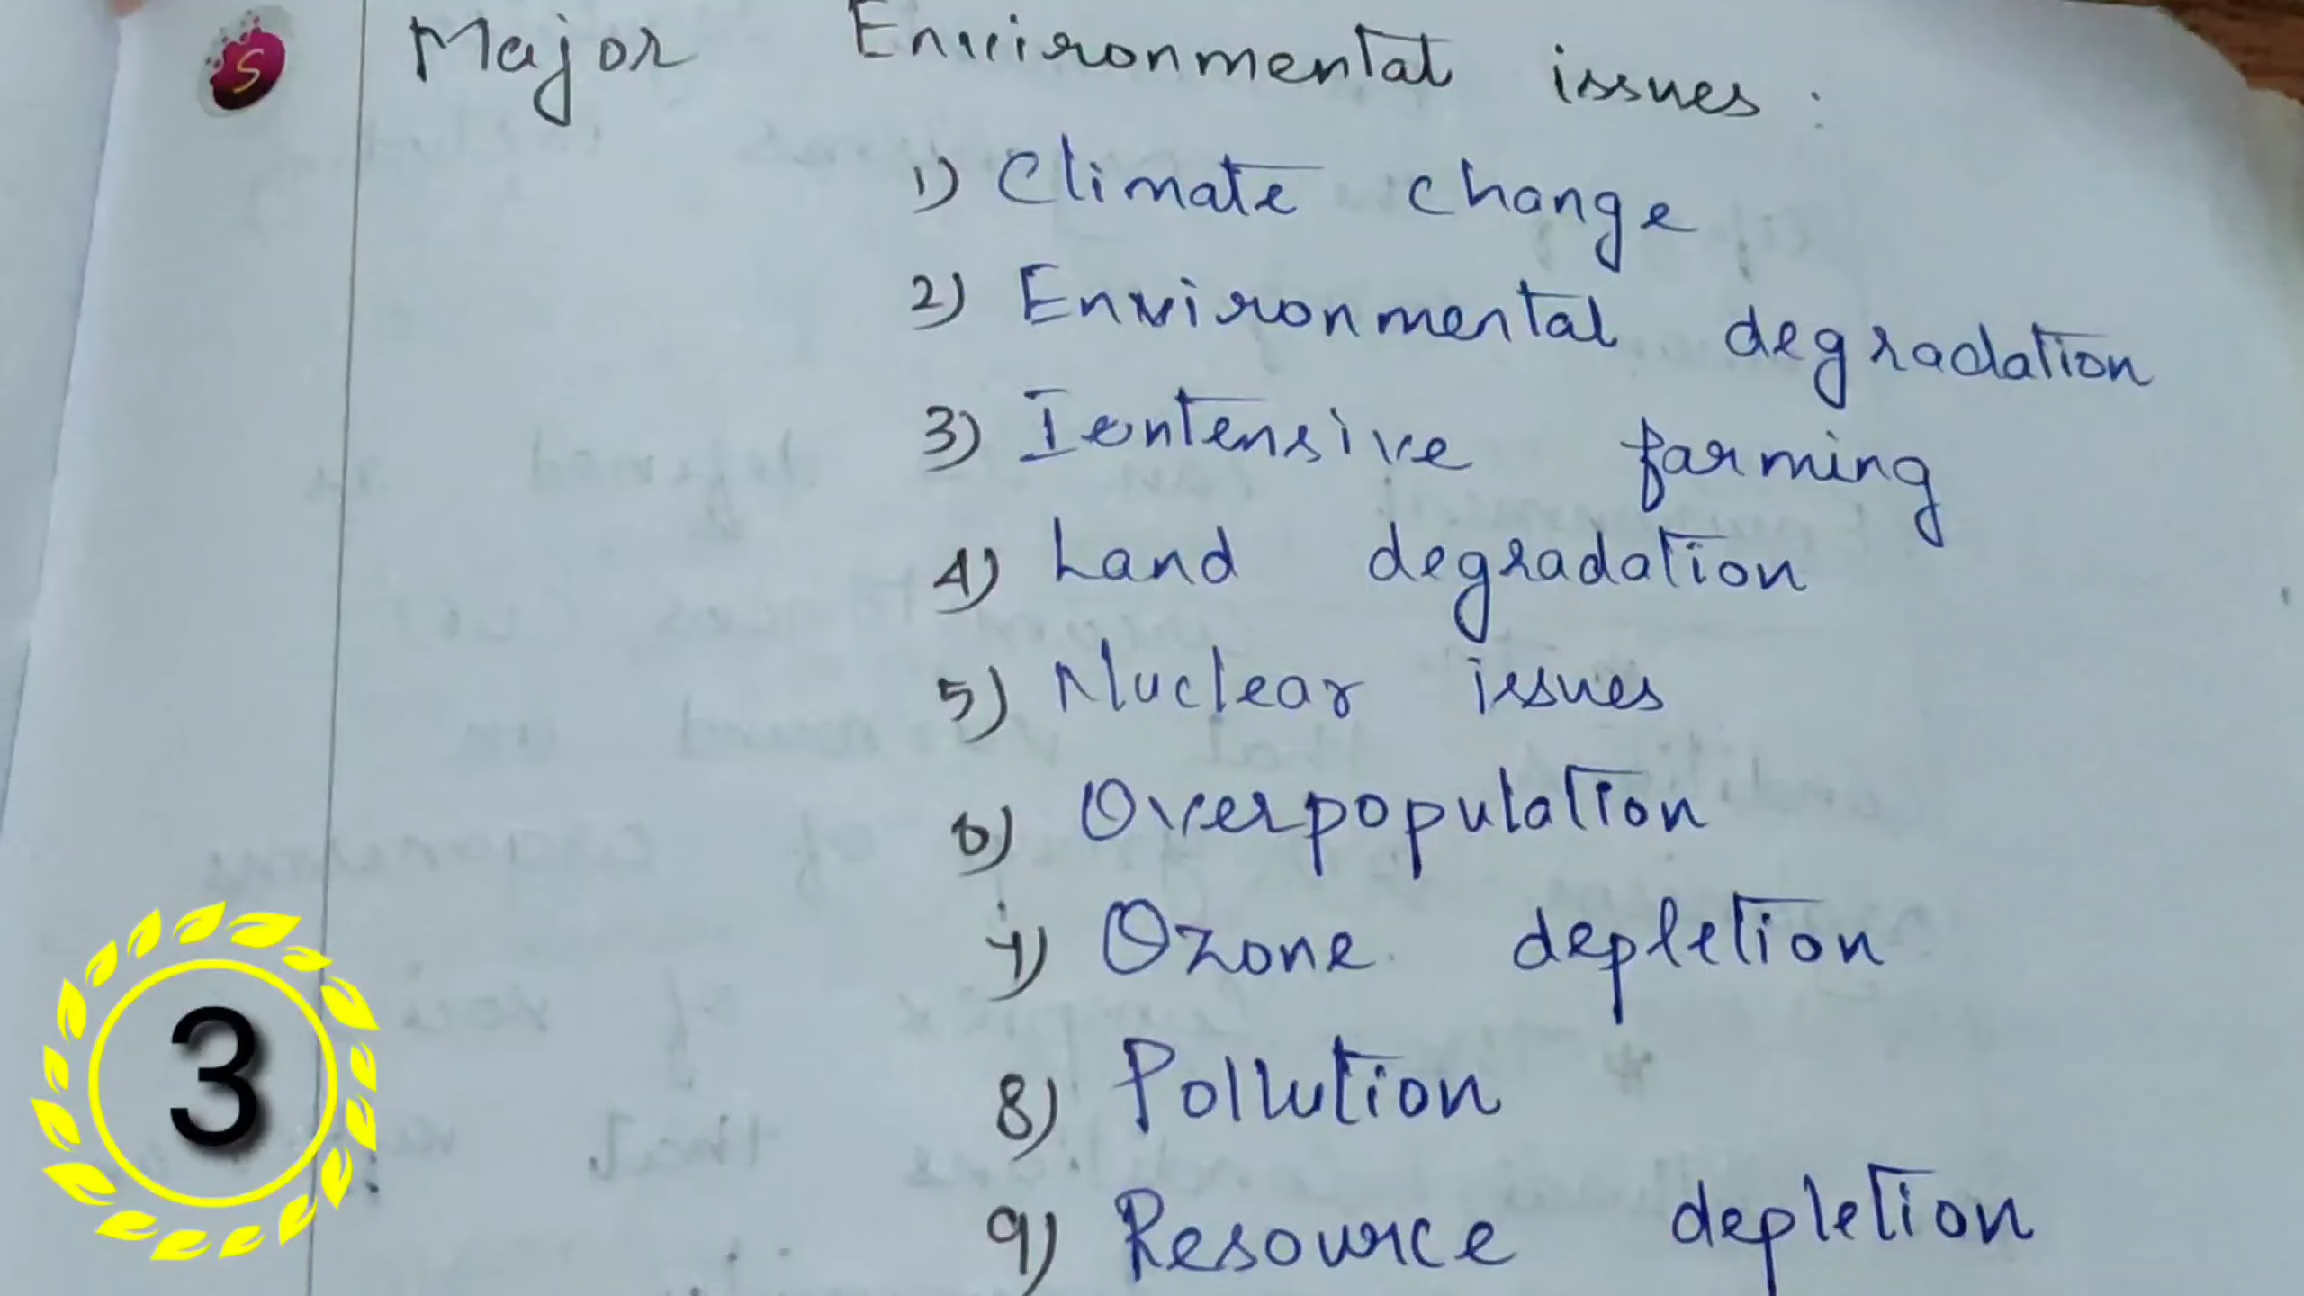 S
Major Environmental issues :
1) Climate change
2) Environmental degradation
3) Intensive farming
4) Land degradation
5) Nuclear issues
6) Overpopulation
7) Ozone depletion
8) Pollution
9) Resource depletion
3